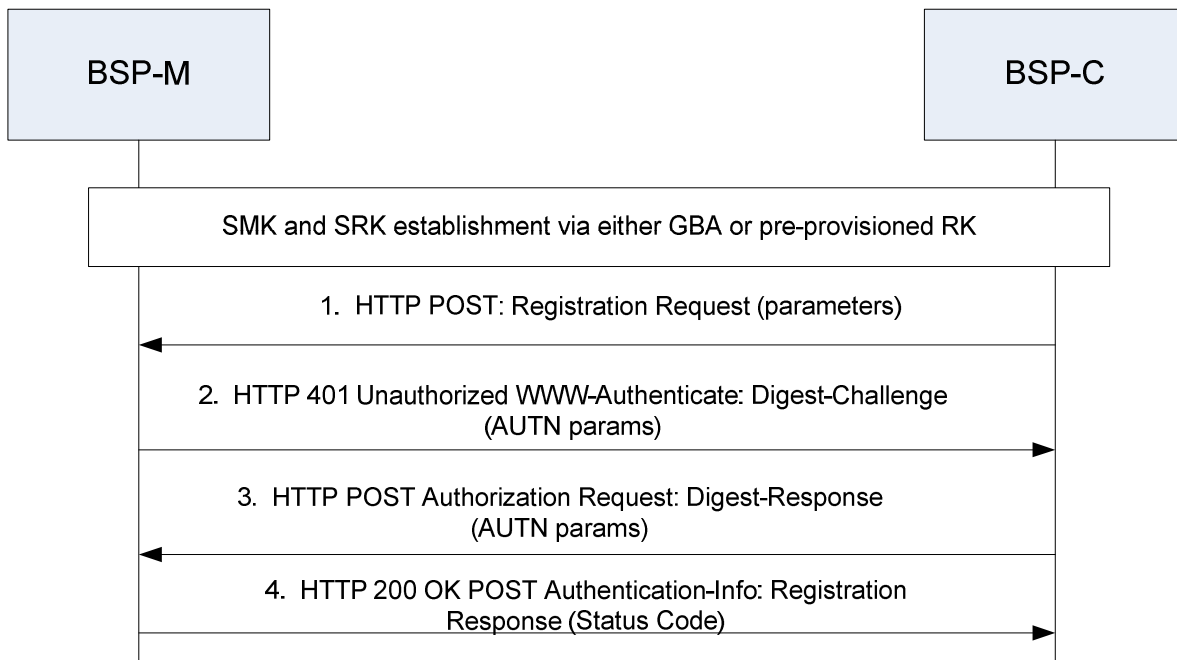 BSP-M
BSP-C
SMK and SRK establishment via either GBA or pre-provisioned RK
1. HTTP POST: Registration Request (parameters)
2. HTTP 401 Unauthorized WWW-Authenticate: Digest-Challenge
(AUTN params)
3. HTTP POST Authorization Request: Digest-Response
(AUTN params)
4. HTTP 200 OK POST Authentication-Info: Registration
Response (Status Code)